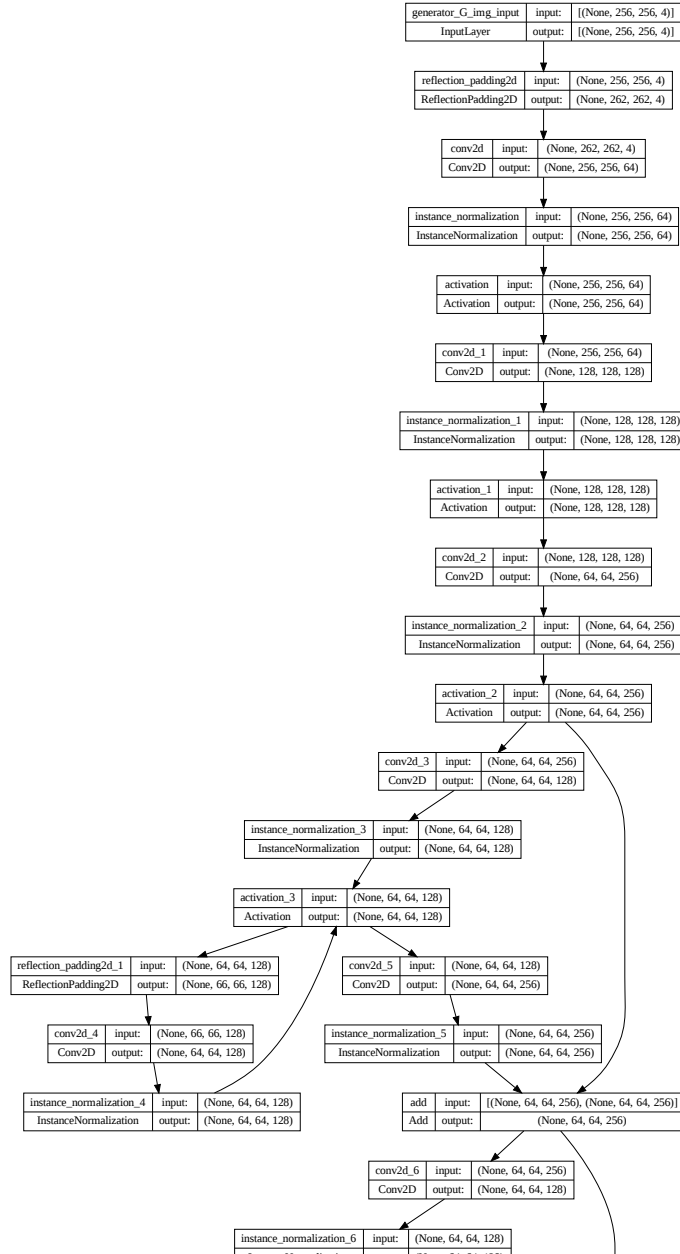 generator_G_img_input input: [(None, 256, 256, 4)]
InputLayer output: [(None, 256, 256, 4)]
reflection_padding2d input: (None, 256, 256, 4)
ReflectionPadding2D output: (None, 262, 262, 4)
conv2d input: (None, 262, 262, 4)
Conv2D output: (None, 256, 256, 64)
instance_normalization input: (None, 256, 256, 64)
InstanceNormalization output: (None, 256, 256, 64)
activation input: (None, 256, 256, 64)
Activation output: (None, 256, 256, 64)
conv2d_1 input: (None, 256, 256, 64)
Conv2D output: (None, 128, 128, 128)
instance_normalization_1 input: (None, 128, 128, 128)
InstanceNormalization output: (None, 128, 128, 128)
activation_1 input: (None, 128, 128, 128)
Activation output: (None, 128, 128, 128)
conv2d_2 input: (None, 128, 128, 128)
Conv2D output: (None, 64, 64, 256)
instance_normalization_2 input: (None, 64, 64, 256)
InstanceNormalization output: (None, 64, 64, 256)
activation_2 input: (None, 64, 64, 256)
Activation output: (None, 64, 64, 256)
conv2d_3 input: (None, 64, 64, 256)
Conv2D output: (None, 64, 64, 128)
instance_normalization_3 input: (None, 64, 64, 128)
InstanceNormalization output: (None, 64, 64, 128)
activation_3 input: (None, 64, 64, 128)
Activation output: (None, 64, 64, 128)
reflection_padding2d_1 input: (None, 64, 64, 128)
ReflectionPadding2D output: (None, 66, 66, 128)
conv2d_5 input: (None, 64, 64, 128)
Conv2D output: (None, 64, 64, 256)
conv2d_4 input: (None, 66, 66, 128)
Conv2D output: (None, 64, 64, 128)
instance_normalization_5 input: (None, 64, 64, 256)
InstanceNormalization output: (None, 64, 64, 256)
instance_normalization_4 input: (None, 64, 64, 128)
InstanceNormalization output: (None, 64, 64, 128)
add input: [(None, 64, 64, 256), (None, 64, 64, 256)]
Add output: (None, 64, 64, 256)
conv2d_6 input: (None, 64, 64, 256)
Conv2D output: (None, 64, 64, 128)
instance_normalization_6 input: (None, 64, 64, 128)